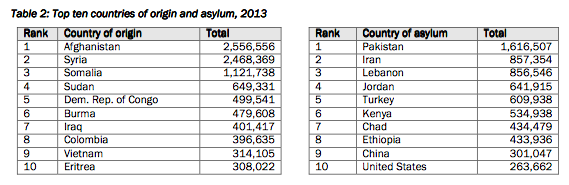 Table 2: Top ten countries of origin and asylum, 2013
Rank Country of origin Total
1 Afghanistan 2,556,556
2 Syria 2,468,369
3 Somalia 1,121,738
4 Sudan 649,331
5 Dem. Rep. of Congo 499,541
6 Burma 479,608
7 Iraq 401,417
8 Colombia 396,635
9 Vietnam 314,105
10 Eritrea 308,022
Rank Country of asylum Total
1 Pakistan 1,616,507
2 Iran 857,354
3 Lebanon 856,546
4 Jordan 641,915
5 Turkey 609,938
6 Kenya 534,938
7 Chad 434,479
8 Ethiopia 433,936
9 China 301,047
10 United States 263,662